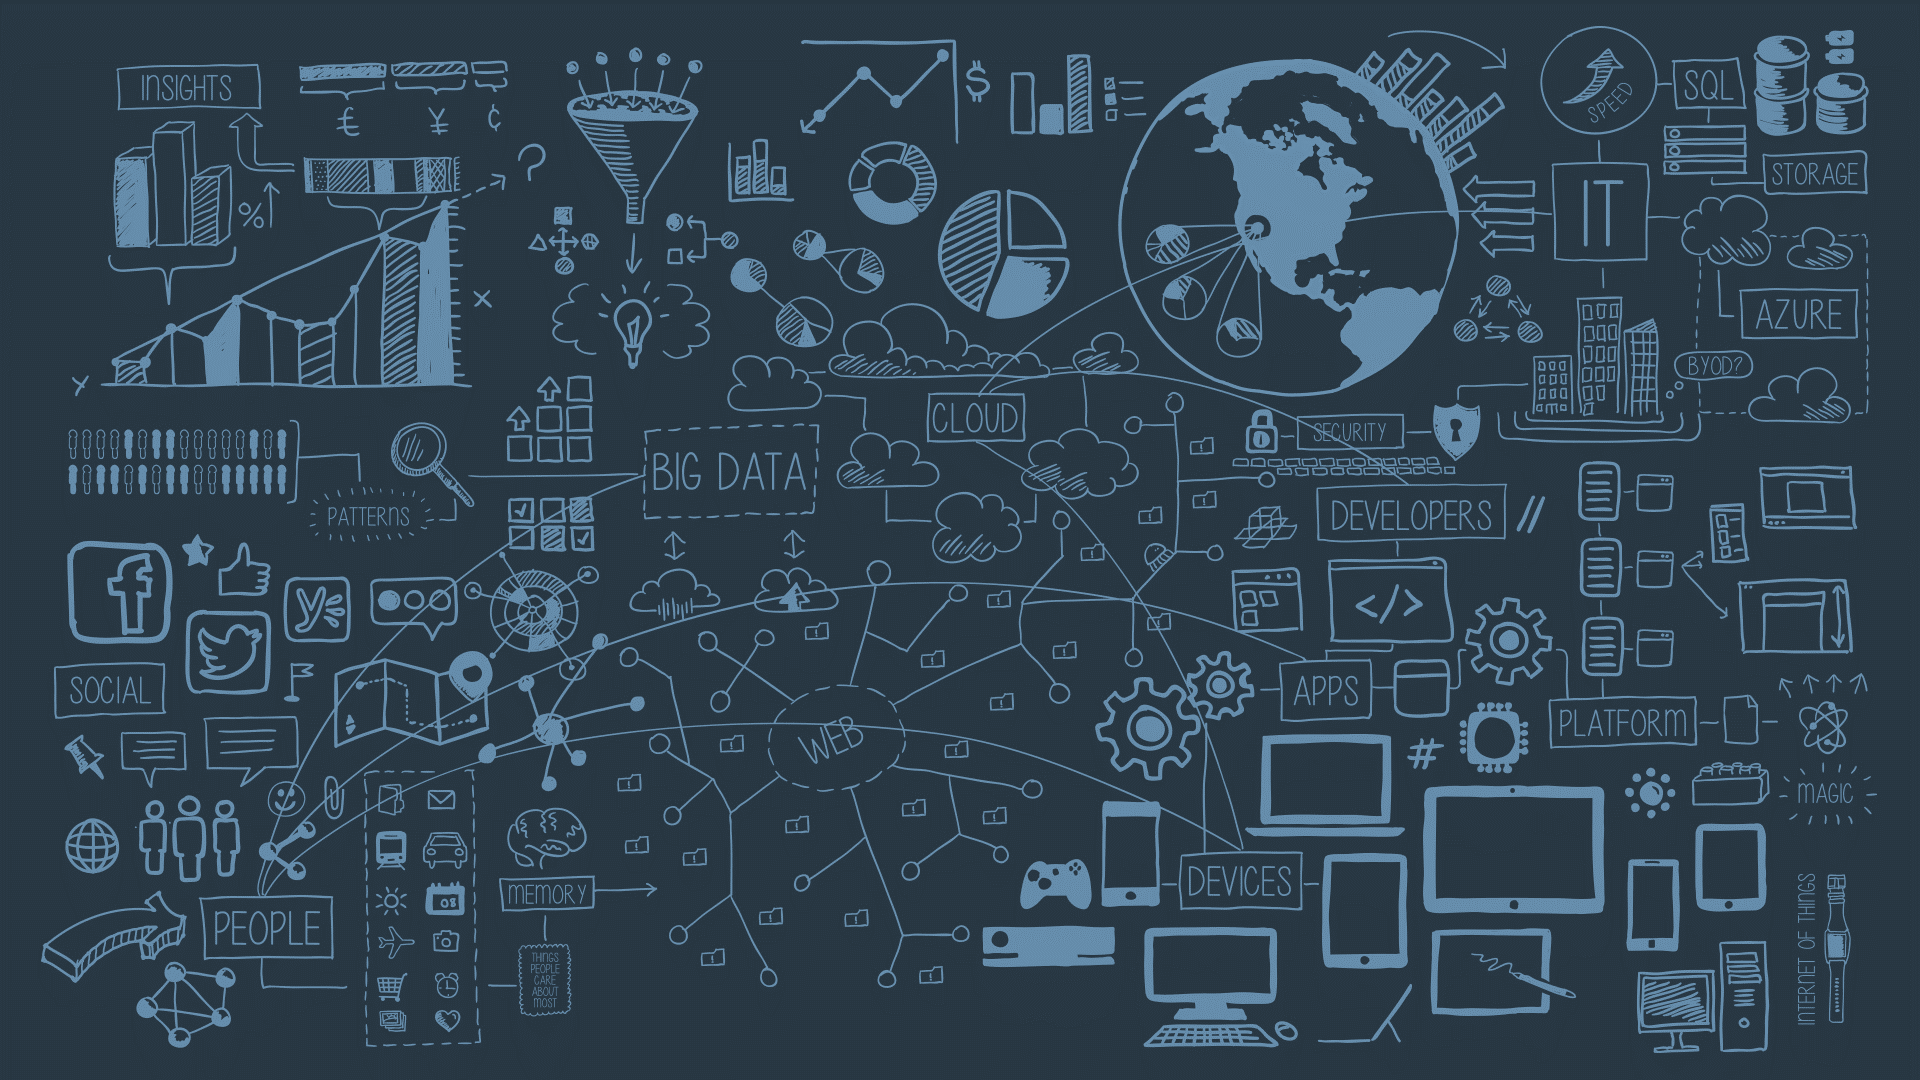 INSIGHTS
€
¥
¢
%
?
$
SPEED
SQL
STORAGE
IT
AZURE
BYOD?
X
Y
CLOUD
SECURITY
BIG DATA
PATTERNS
DEVELOPERS
//
</>
f
y
SOCIAL
APPS
PLATFORM
WEB
#
MAGIC
MEMORY
DEVICES
08
PEOPLE
THINGS
PEOPLE
CARE
ABOUT
MOST
INTERNET OF THINGS